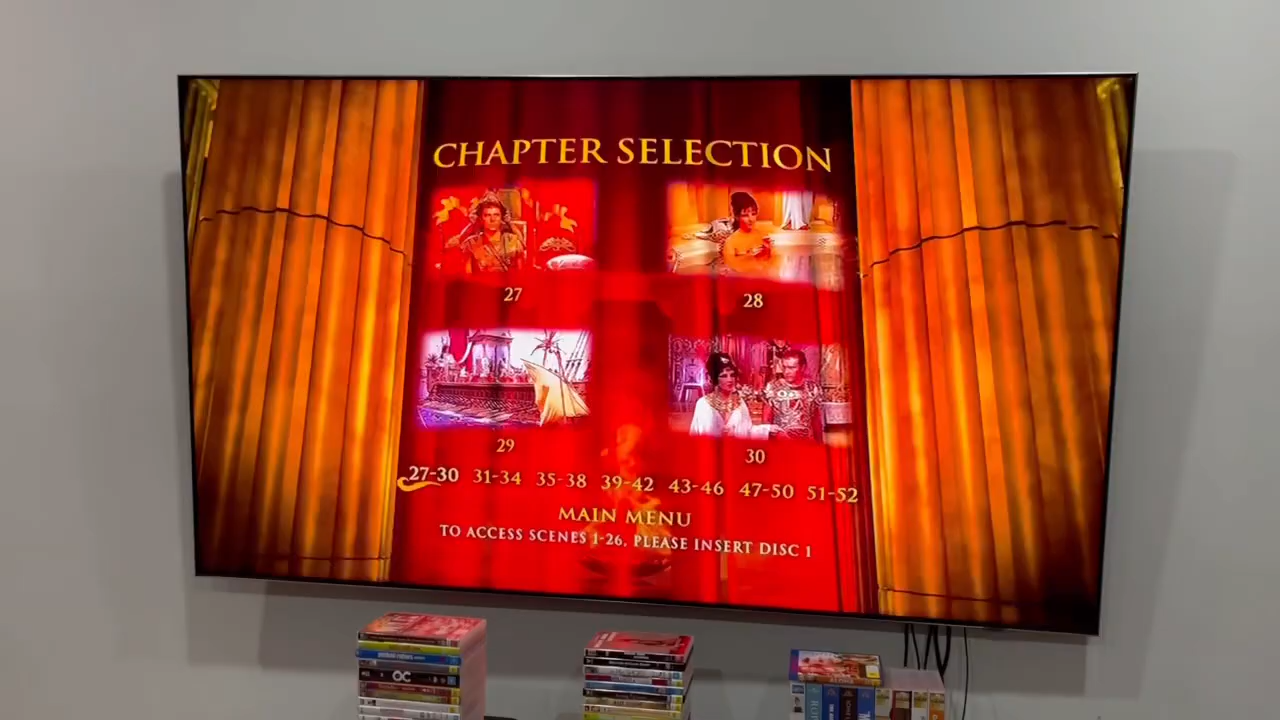 CHAPTER SELECTION
27
28
29
30
27-30 31-34 35-38 39-42 43-46 47-50 51-52
MAIN MENU
TO ACCESS SCENES 1-26, PLEASE INSERT DISC 1
OC